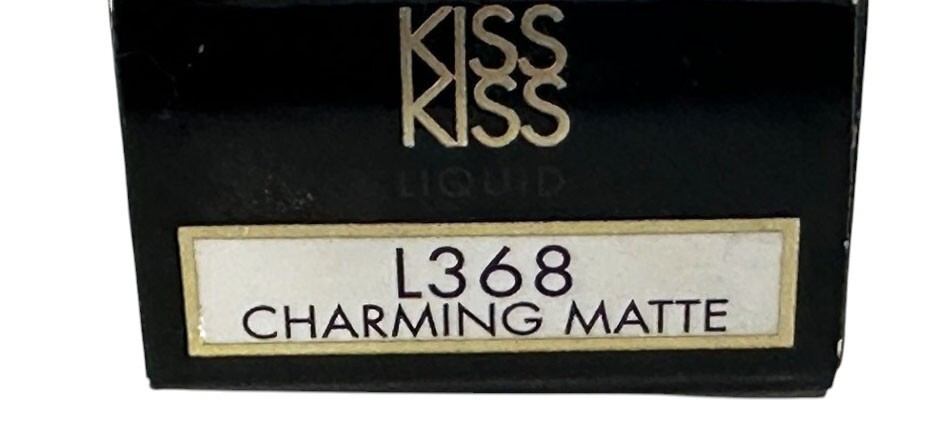 KISS
KISS
LIQUID
L368
CHARMING MATTE